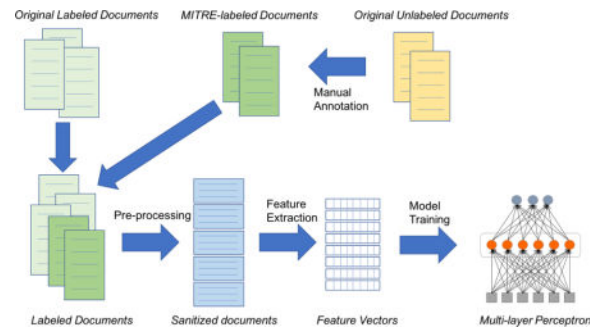 Original Labeled Documents
MITRE-labeled Documents
Original Unlabeled Documents
Manual
Annotation
Pre-processing
Feature
Extraction
Model
Training
Labeled Documents
Sanitized documents
Feature Vectors
Multi-layer Perceptron